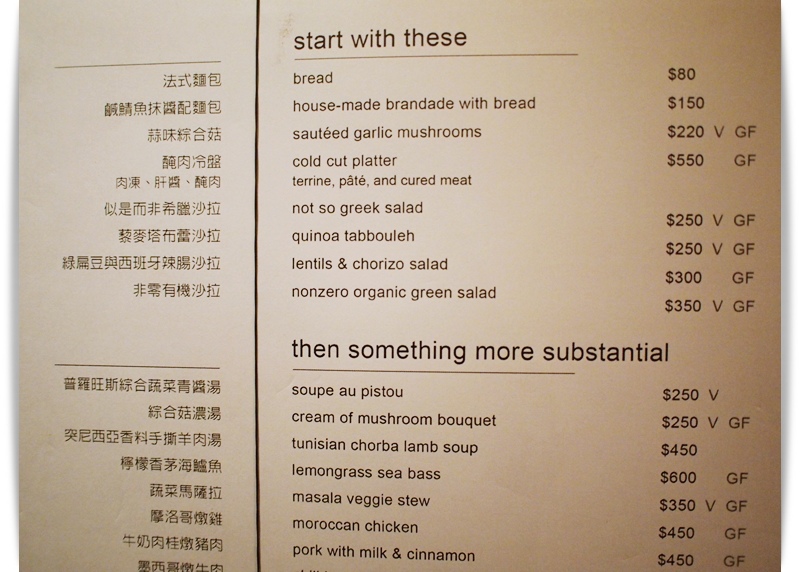 start with these
法式麵包
bread $80
鹹鯖魚抹醬配麵包
house-made brandade with bread $150
蒜味綜合菇
sautéed garlic mushrooms $220 V GF
醃肉冷盤
cold cut platter $550 GF
肉凍、肝醬、醃肉
terrine, pâté, and cured meat
似是而非希臘沙拉
not so greek salad $250 V GF
藜麥塔布蕾沙拉
quinoa tabbouleh $250 V GF
綠扁豆與西班牙辣腸沙拉
lentils & chorizo salad $300 GF
非零有機沙拉
nonzero organic green salad $350 V GF
then something more substantial
普羅旺斯綜合蔬菜青醬湯
soupe au pistou $250 V
綜合菇濃湯
cream of mushroom bouquet $250 V GF
突尼西亞香料手撕羊肉湯
tunisian chorba lamb soup $450
檸檬香茅海鱸魚
lemongrass sea bass $600 GF
蔬菜馬薩拉
masala veggie stew $350 V GF
摩洛哥燉雞
moroccan chicken $450 GF
牛奶肉桂燉豬肉
pork with milk & cinnamon $450 GF
墨西哥燉牛肉